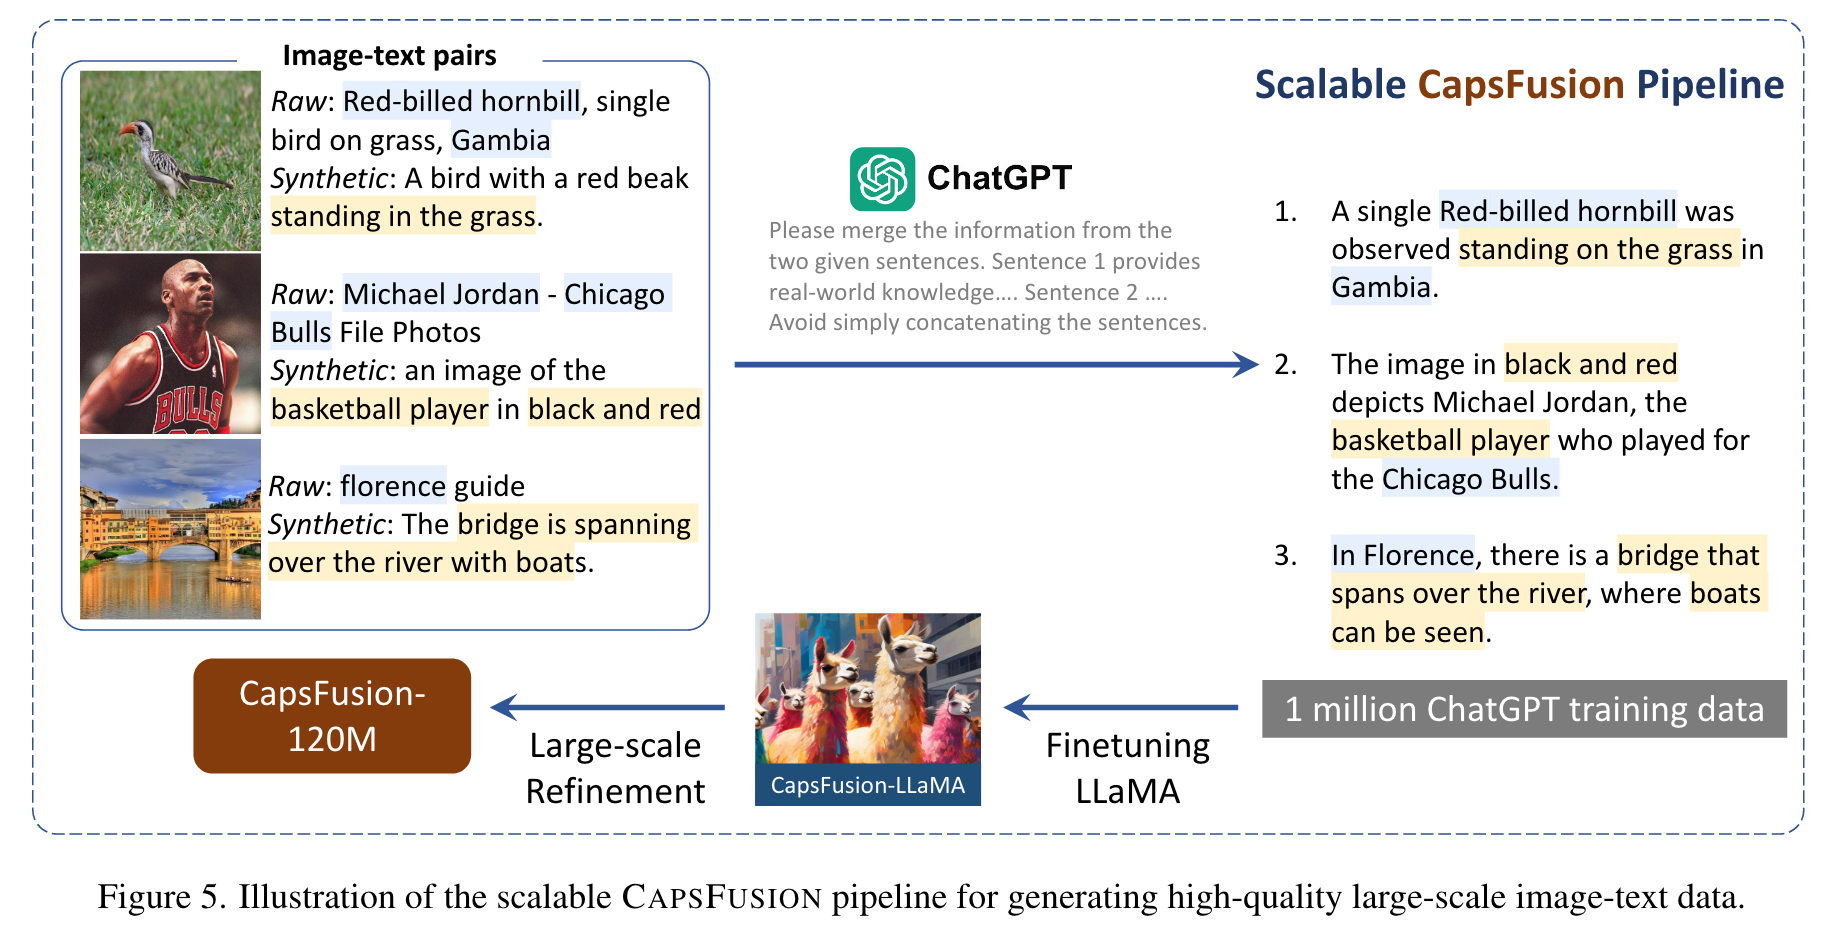 Image-text pairs
Raw: Red-billed hornbill, single
bird on grass, Gambia
Synthetic: A bird with a red beak
standing in the grass.
Raw: Michael Jordan - Chicago
Bulls File Photos
Synthetic: an image of the
basketball player in black and red
BULLS
Raw: florence guide
Synthetic: The bridge is spanning
over the river with boats.
ChatGPT
Please merge the information from the
two given sentences. Sentence 1 provides
real-world knowledge.... Sentence 2 ....
Avoid simply concatenating the sentences.
Scalable CapsFusion Pipeline
1. A single Red-billed hornbill was
observed standing on the grass in
Gambia.
2. The image in black and red
depicts Michael Jordan, the
basketball player who played for
the Chicago Bulls.
3. In Florence, there is a bridge that
spans over the river, where boats
can be seen.
1 million ChatGPT training data
Finetuning
LLaMA
CapsFusion-LLaMA
Large-scale
Refinement
CapsFusion-
120M
Figure 5. Illustration of the scalable CAPSFUSION pipeline for generating high-quality large-scale image-text data.